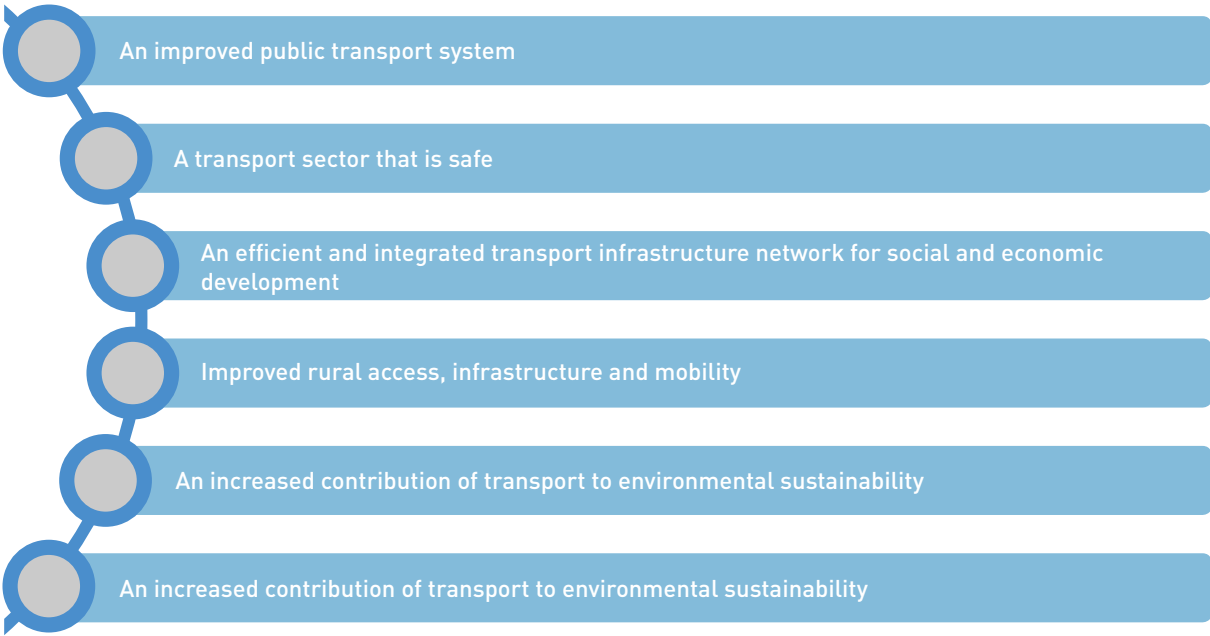 An improved public transport system
A transport sector that is safe
An efficient and integrated transport infrastructure network for social and economic
development
Improved rural access, infrastructure and mobility
An increased contribution of transport to environmental sustainability
An increased contribution of transport to environmental sustainability